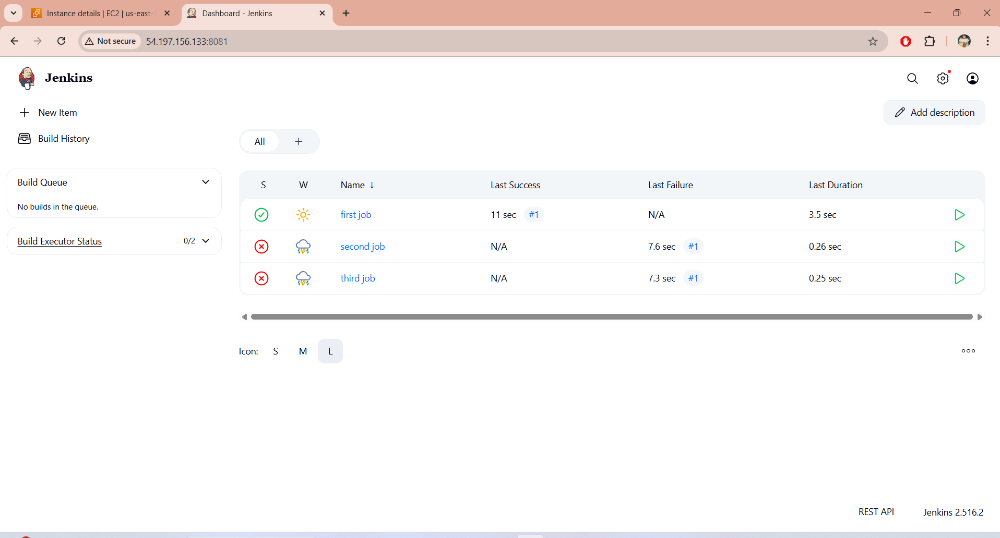 Instance details | EC2 | us-east-
Dashboard - Jenkins
Not secure
54.197.156.133:8081
Jenkins
New Item
Add description
Build History
All
Build Queue
No builds in the queue.
Build Executor Status 0/2
S W Name ↓ Last Success Last Failure Last Duration
first job 11 sec #1 N/A 3.5 sec
second job N/A 7.6 sec #1 0.26 sec
third job N/A 7.3 sec #1 0.25 sec
Icon: S M L
REST API Jenkins 2.516.2